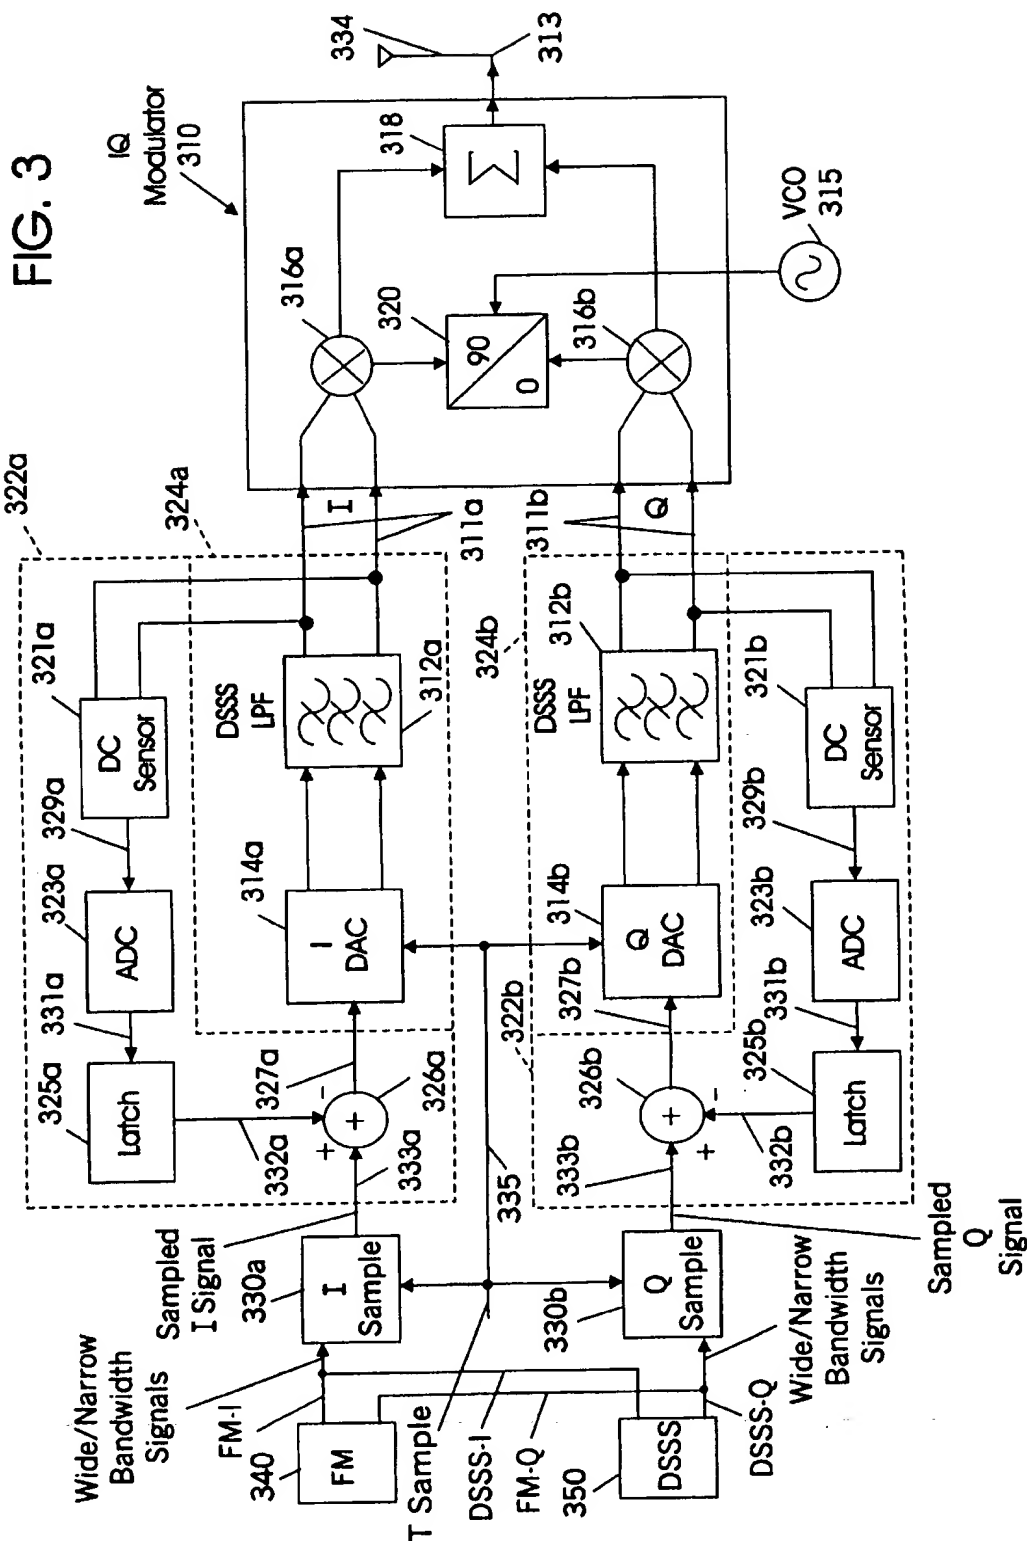 FIG. 3
IQ
Modulator
310
334
313
318
Σ
316a
320
90
0
316b
VCO
315
322a
324a
I
311a
311b
Q
321a
DC
Sensor
329a
323a
ADC
331a
325a
Latch
332a
DSSS
LPF
312a
314a
I
DAC
327a
-
+
+
326a
333a
324b
DSSS
LPF
312b
314b
Q
DAC
327b
322b
326b
+
-
+
333b
321b
DC
Sensor
329b
323b
ADC
331b
325b
Latch
332b
335
Sampled
I Signal
330a
I
Sample
330b
Q
Sample
Sampled
Q
Signal
Wide/Narrow
Bandwidth
Signals
FM-I
340
FM
T Sample
DSSS-I
FM-Q
350
DSSS
DSSS-Q
Wide/Narrow
Bandwidth
Signals